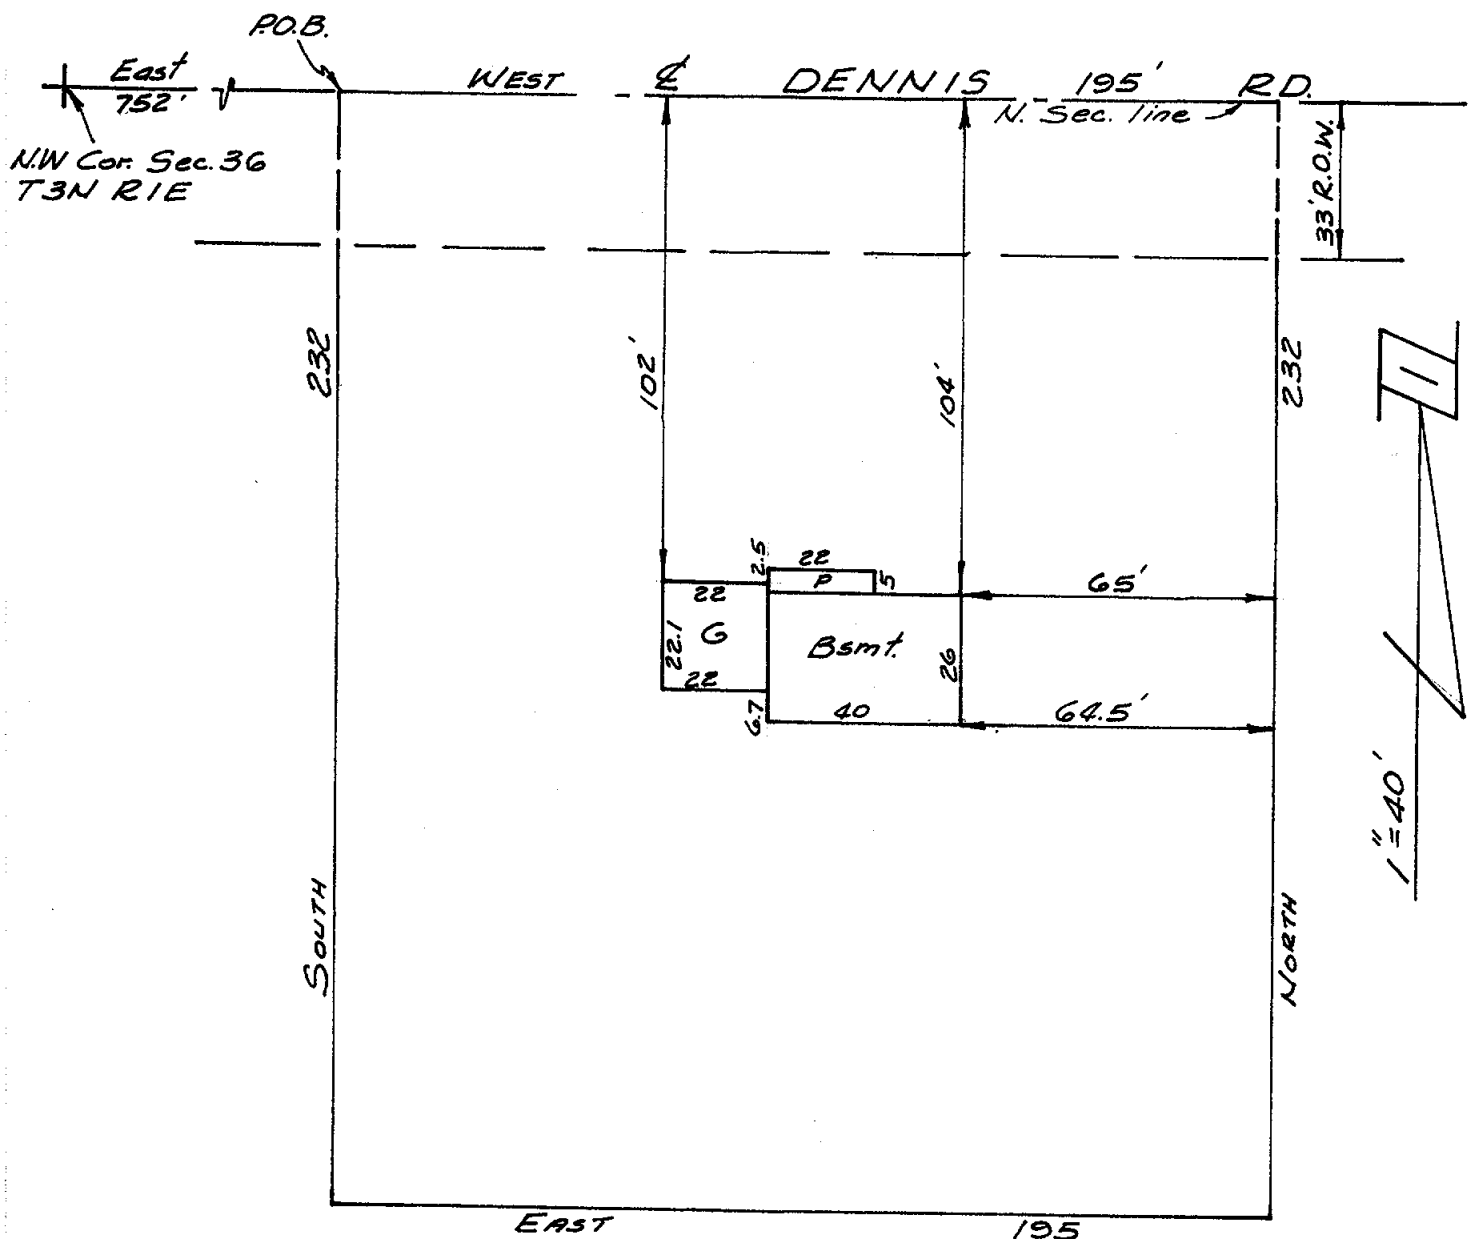 P.O.B.
East
752'
WEST ℄ DENNIS 195' RD.
N. Sec. line
N.W Cor. Sec. 36
T3N R1E
33' R.O.W.
232
102'
104'
232
2.5
22
P
5
22
65'
22.1
G
Bsmt.
26
22
6.7
40
64.5'
1"=40'
SOUTH
NORTH
EAST 195